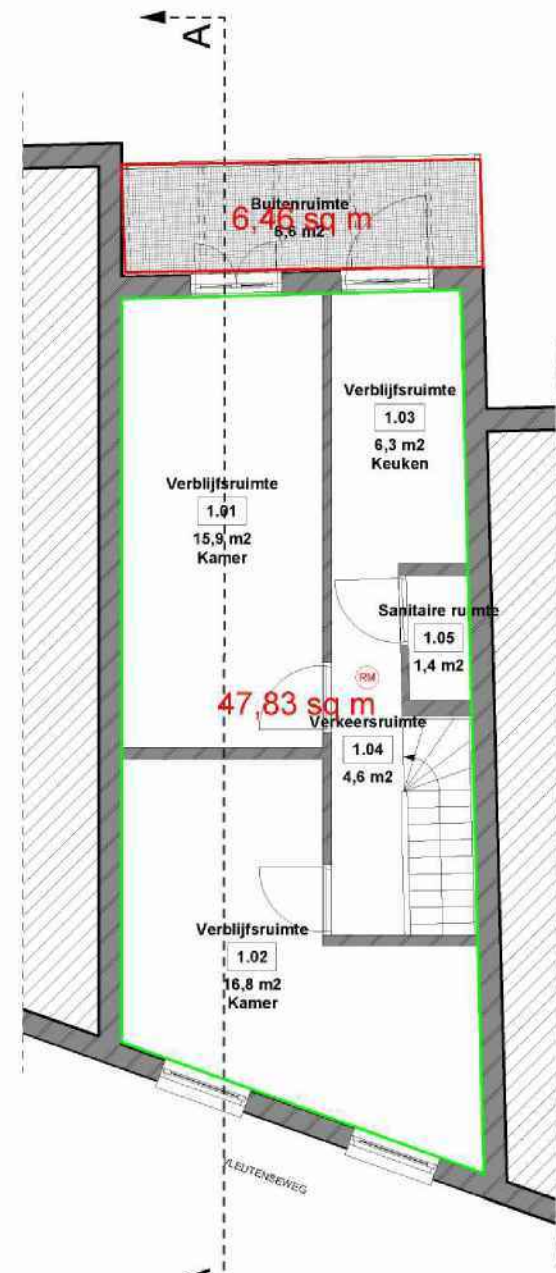 A
Buitenruimte
6,46 sq m
6,6 m2
Verblijfsruimte
1.03
6,3 m2
Keuken
Verblijfsruimte
1.01
15,9 m2
Kamer
Sanitaire ruimte
1.05
1,4 m2
RM
47,83 sq m
Verkeersruimte
1.04
4,6 m2
Verblijfsruimte
1.02
16,8 m2
Kamer
VLEUTENSEWEG